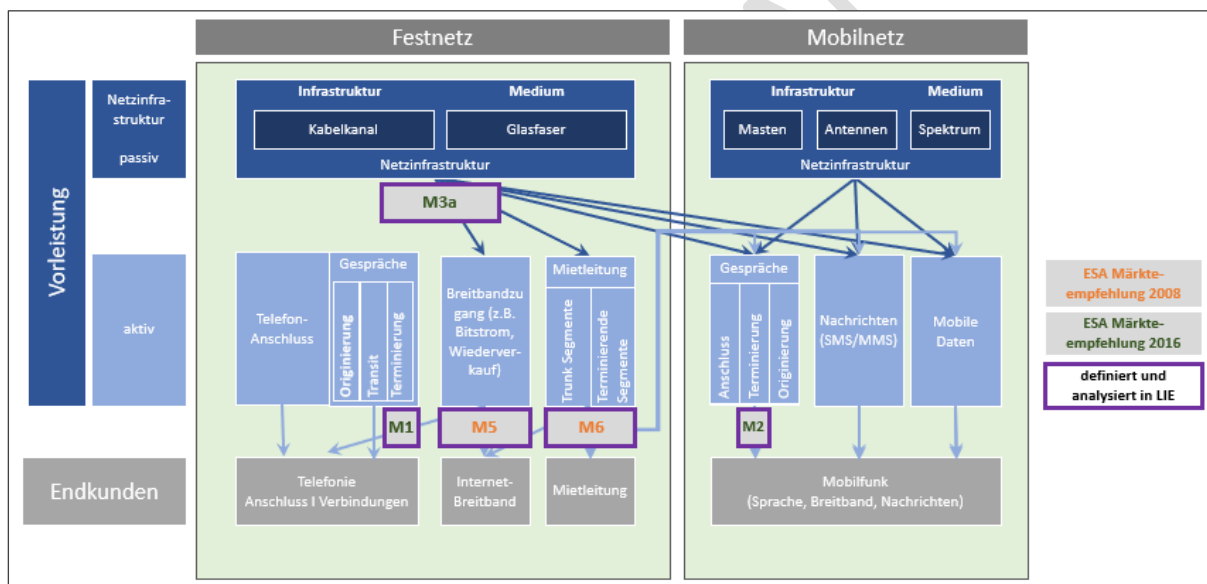 Festnetz
Mobilnetz
Vorleistung
Netzinfra-
struktur
passiv
Infrastruktur
Medium
Kabelkanal
Glasfaser
Netzinfrastruktur
Infrastruktur
Medium
Masten
Antennen
Spektrum
Netzinfrastruktur
M3a
aktiv
Telefon-
Anschluss
Gespräche
Originierung
Transit
Terminierung
Breitbandzu
gang (z.B.
Bitstrom,
Wiederver-
kauf)
Mietleitung
Trunk Segmente
Terminierende
Segmente
Gespräche
Anschluss
Terminierung
Originierung
Nachrichten
(SMS/MMS)
Mobile
Daten
ESA Märkte-
empfehlung 2008
ESA Märkte-
empfehlung 2016
definiert und
analysiert in LIE
M1
M5
M6
M2
Endkunden
Telefonie
Anschluss I Verbindungen
Internet-
Breitband
Mietleitung
Mobilfunk
(Sprache, Breitband, Nachrichten)